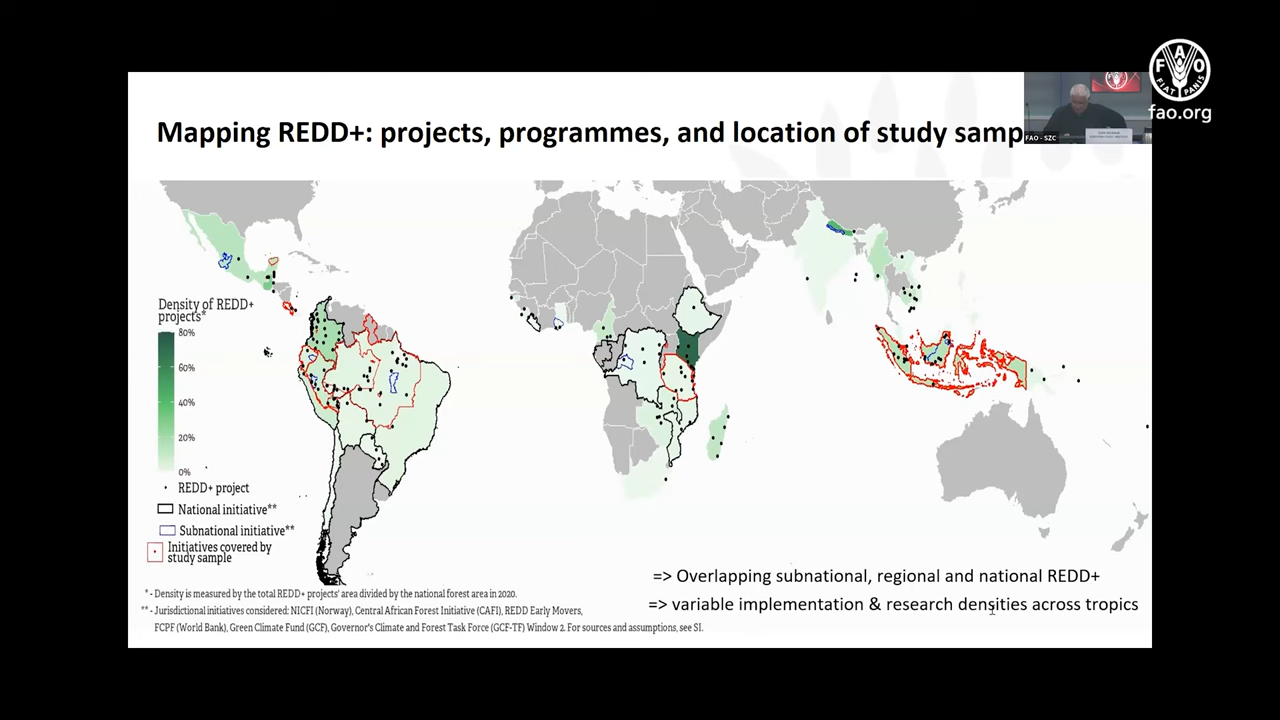 FAO
FIAT PANIS
fao.org
FAO - SZC
Mapping REDD+: projects, programmes, and location of study samp
Density of REDD+
projects*
80%
60%
40%
20%
0%
REDD+ project
National initiative**
Subnational initiative**
Initiatives covered by
study sample
=> Overlapping subnational, regional and national REDD+
=> variable implementation & research densities across tropics
* - Density is measured by the total REDD+ projects' area divided by the national forest area in 2020.
** - Jurisdictional initiatives considered: NICFI (Norway), Central African Forest Initiative (CAFI), REDD Early Movers,
FCPF (World Bank), Green Climate Fund (GCF), Governor's Climate and Forest Task Force (GCF-TF) Window 2. For sources and assumptions, see SI.